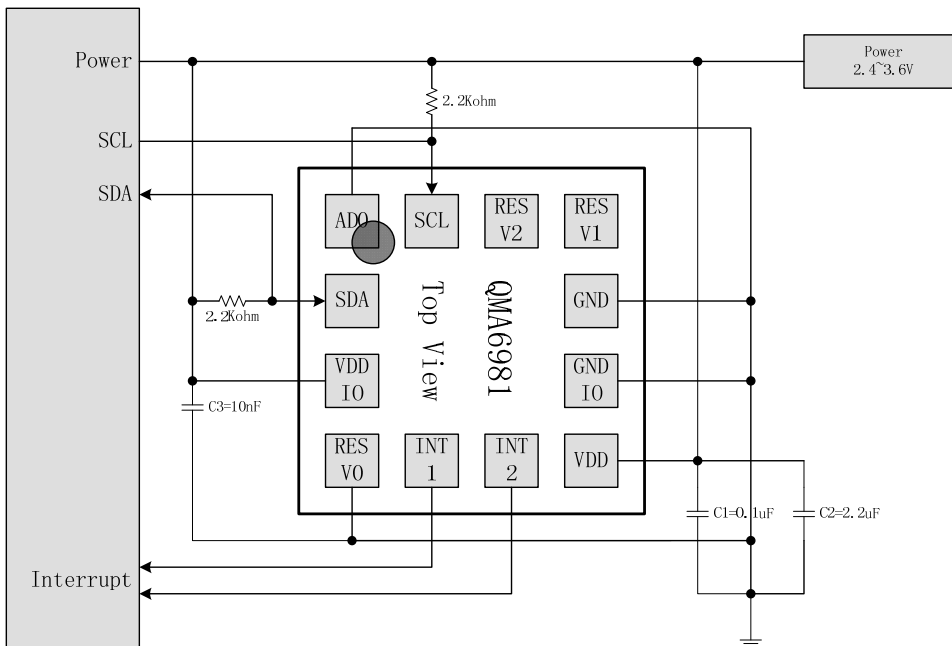 Power
Power
2.4~3.6V
2.2Kohm
SCL
SDA
AD0
SCL
RES
V2
RES
V1
SDA
GND
2.2Kohm
QMA6981
Top View
VDD
IO
GND
IO
C3=10nF
RES
V0
INT
1
INT
2
VDD
C1=0.1uF
C2=2.2uF
Interrupt